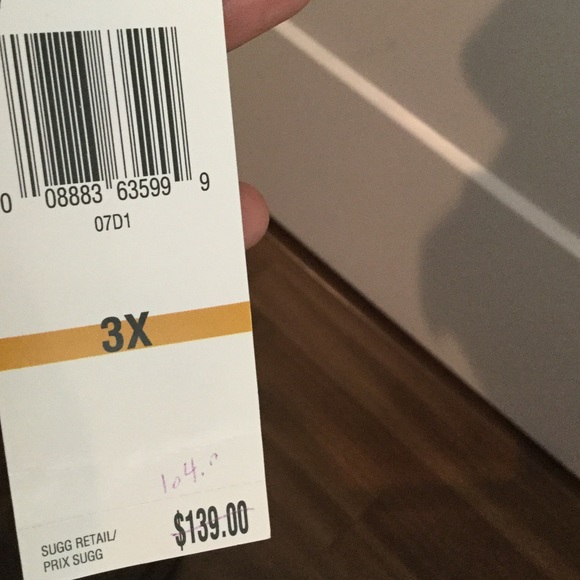 0 08883 63599 9
07D1
3X
104.0
$139.00
SUGG RETAIL/
PRIX SUGG